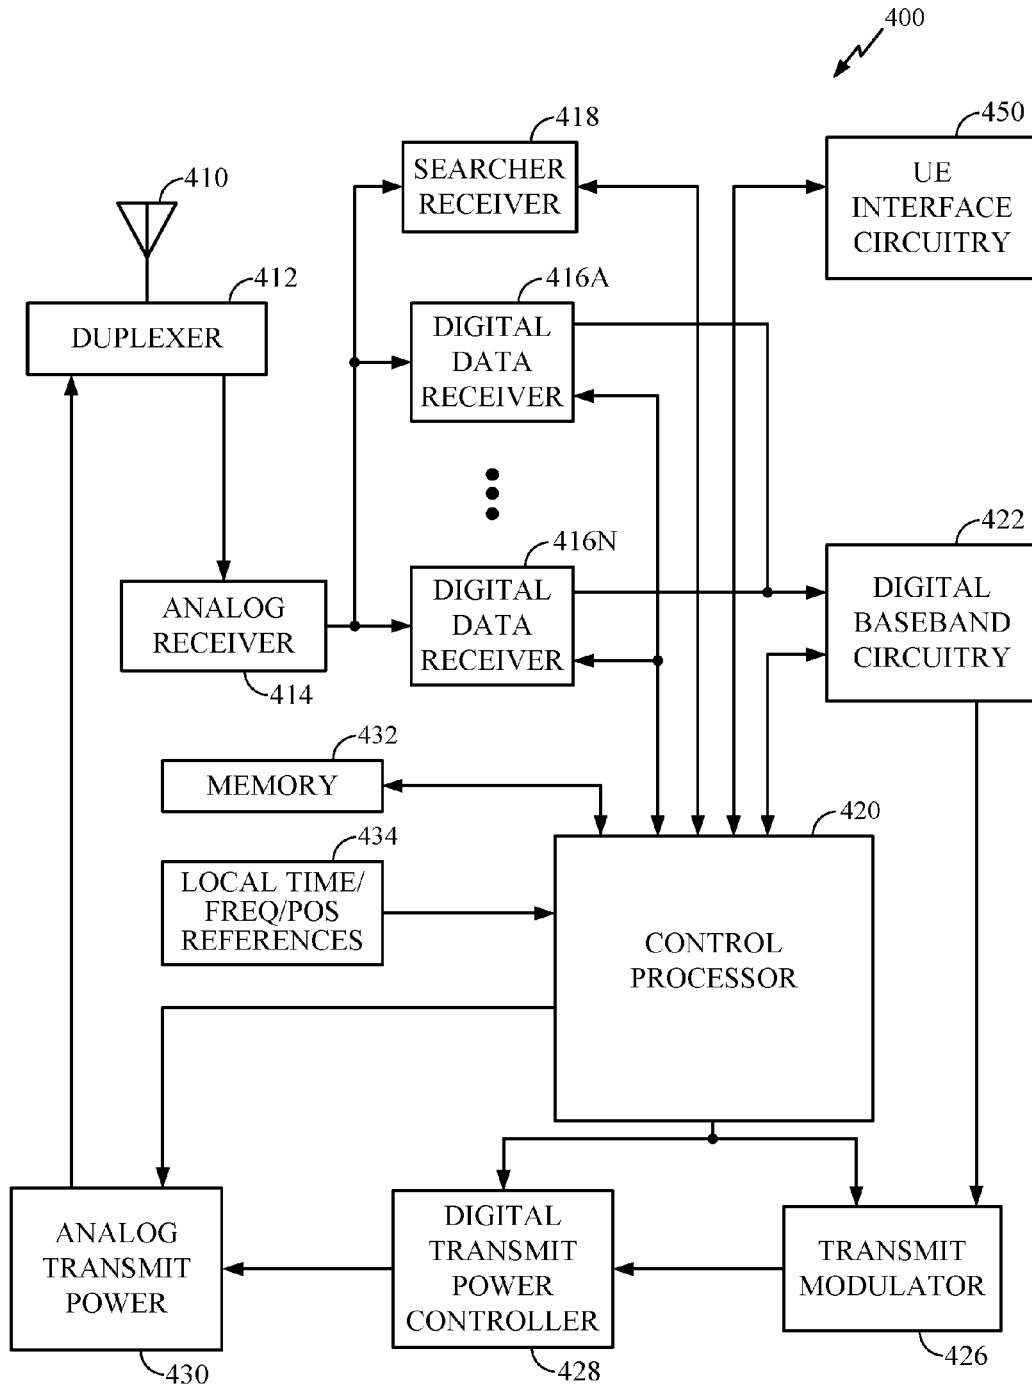 400
418
SEARCHER
RECEIVER
450
UE
INTERFACE
CIRCUITRY
410
412
DUPLEXER
416A
DIGITAL
DATA
RECEIVER
416N
DIGITAL
DATA
RECEIVER
422
DIGITAL
BASEBAND
CIRCUITRY
ANALOG
RECEIVER
414
432
MEMORY
434
LOCAL TIME/
FREQ/POS
REFERENCES
420
CONTROL
PROCESSOR
ANALOG
TRANSMIT
POWER
430
DIGITAL
TRANSMIT
POWER
CONTROLLER
428
TRANSMIT
MODULATOR
426